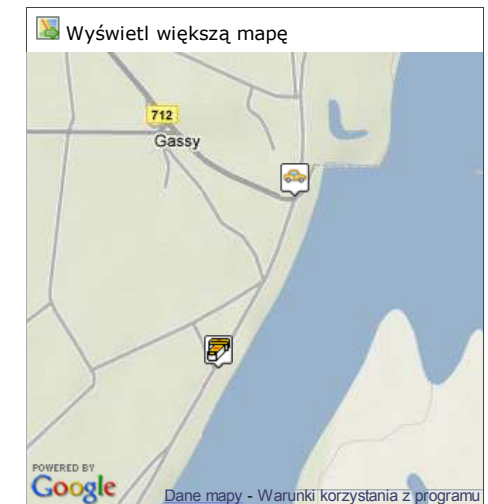 Wyświetl większą mapę
712
Gassy
POWERED BY
Google
Dane mapy - Warunki korzystania z programu